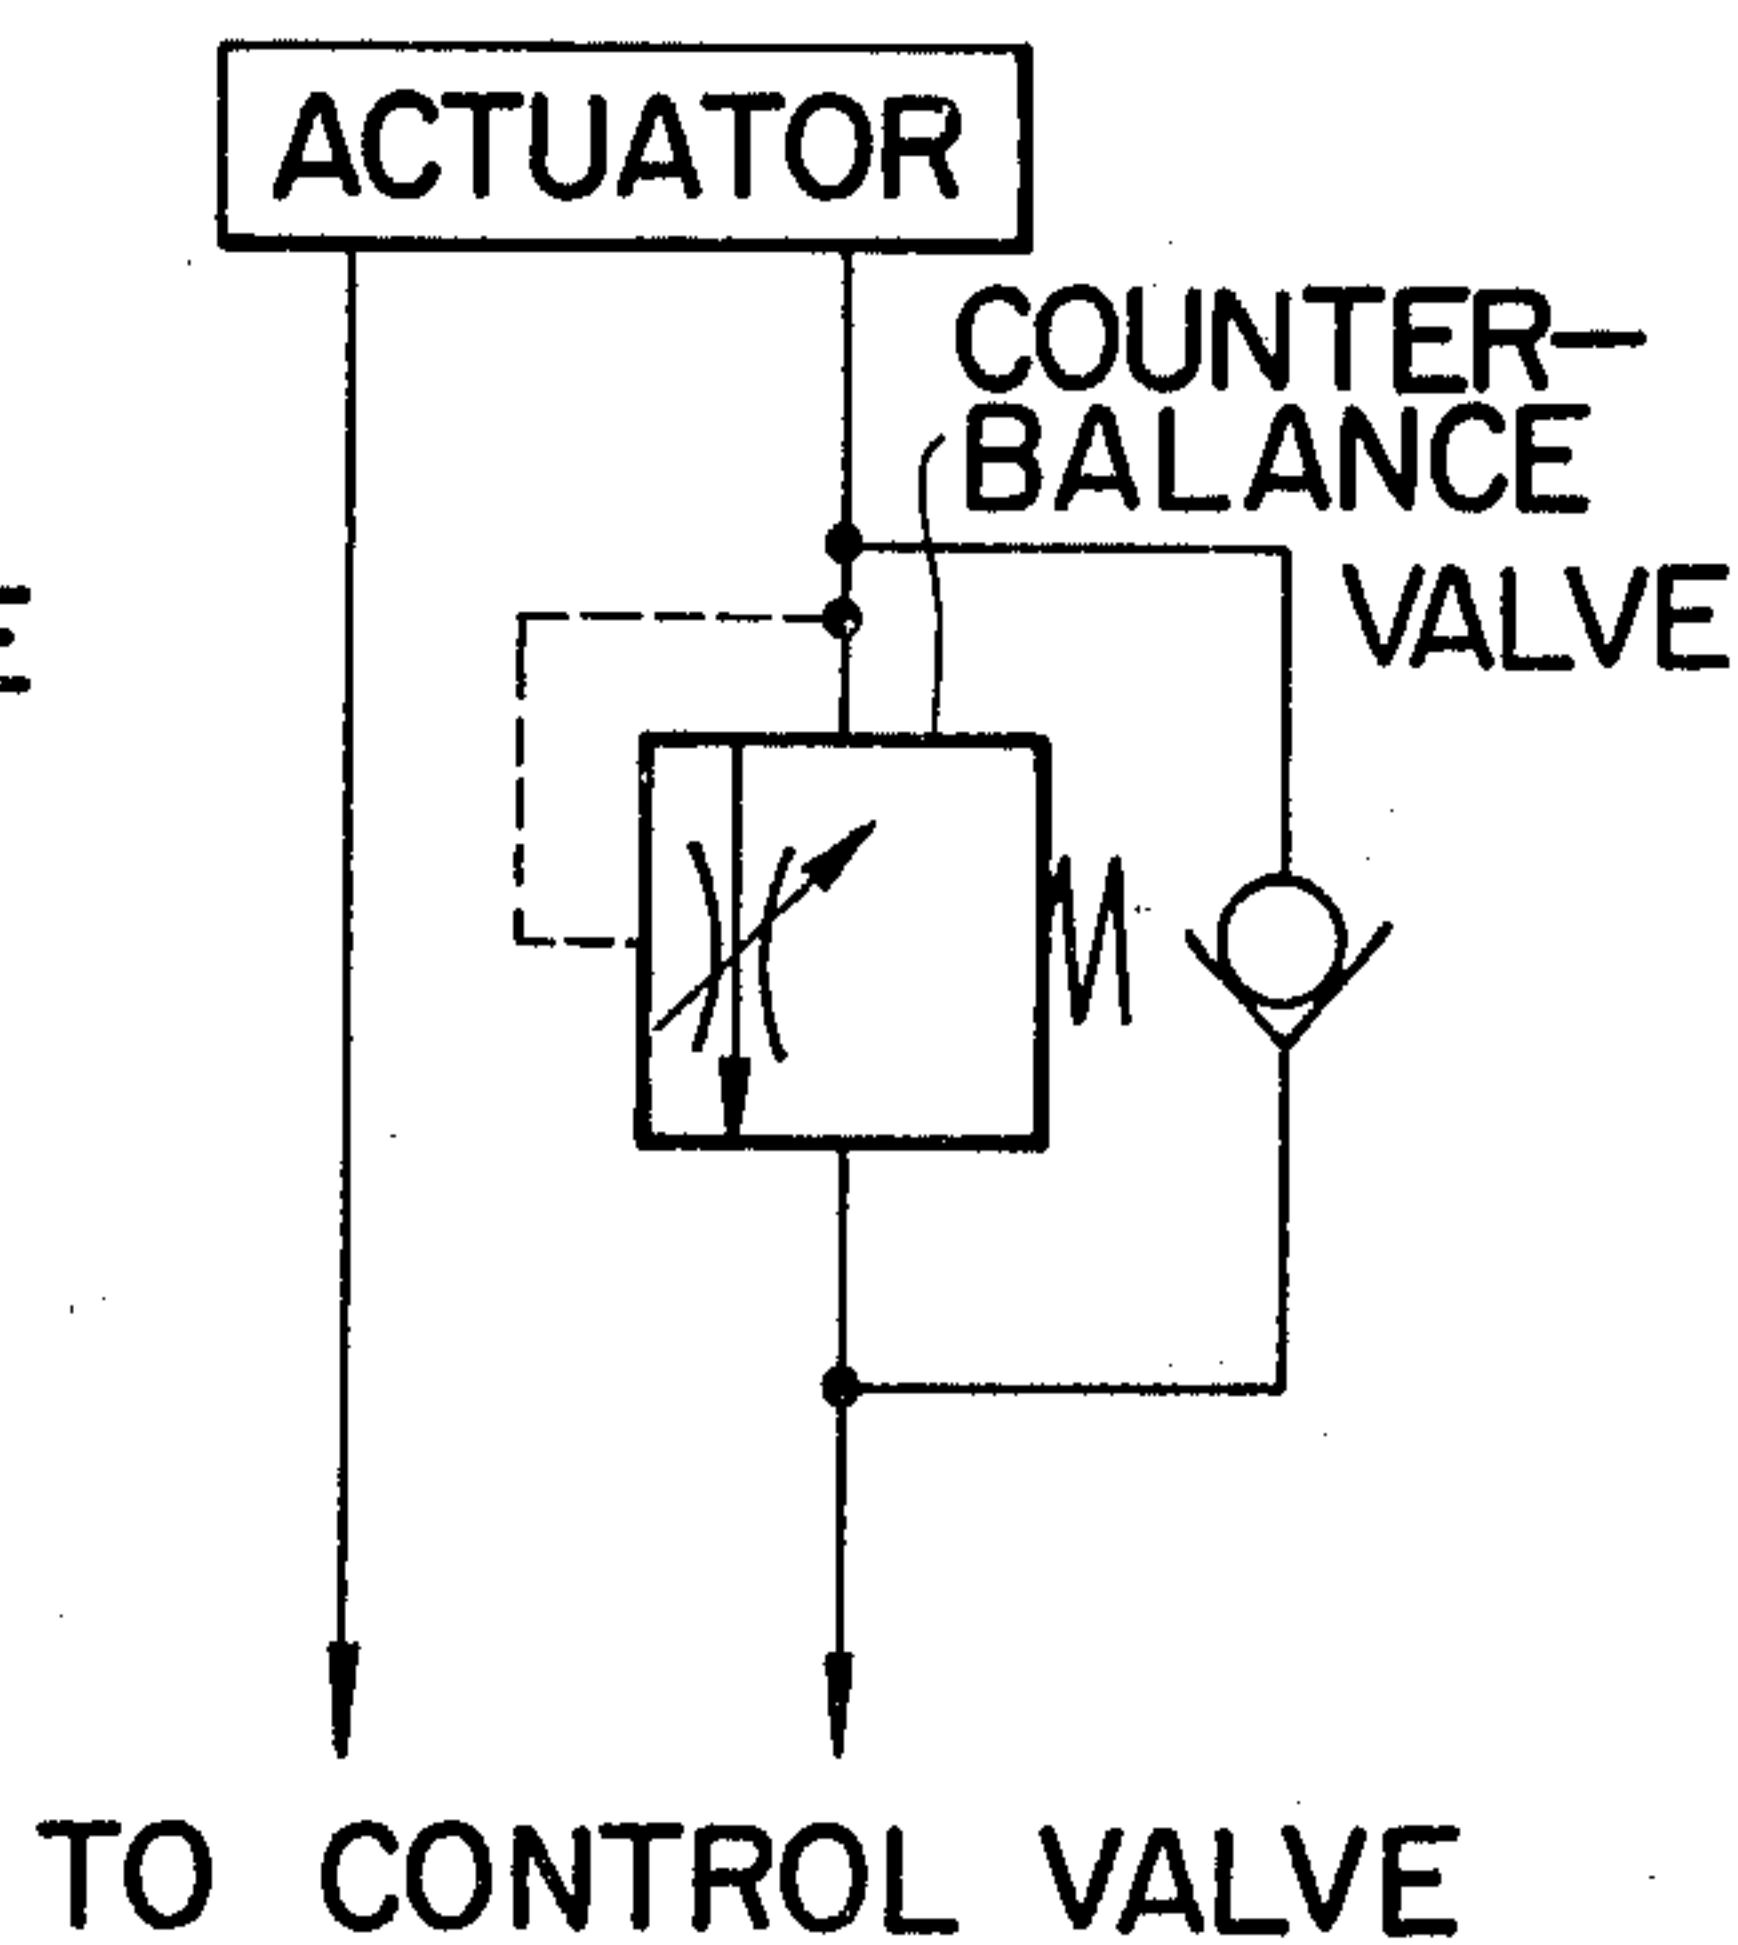 ACTUATOR
COUNTER-
BALANCE
VALVE
E
TO CONTROL VALVE